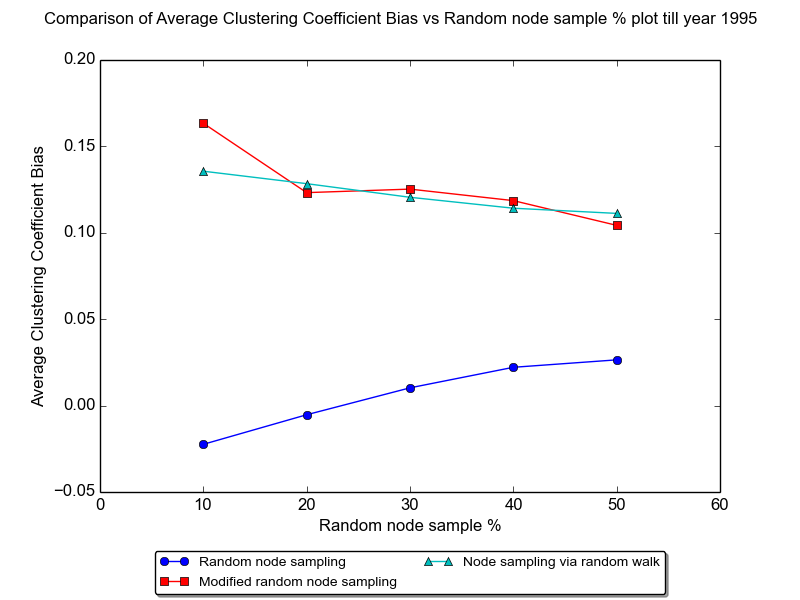 Comparison of Average Clustering Coefficient Bias vs Random node sample % plot till year 1995
0.20
0.15
0.10
0.05
0.00
−0.05
Average Clustering Coefficient Bias
0 10 20 30 40 50 60
Random node sample %
Random node sampling
Modified random node sampling
Node sampling via random walk